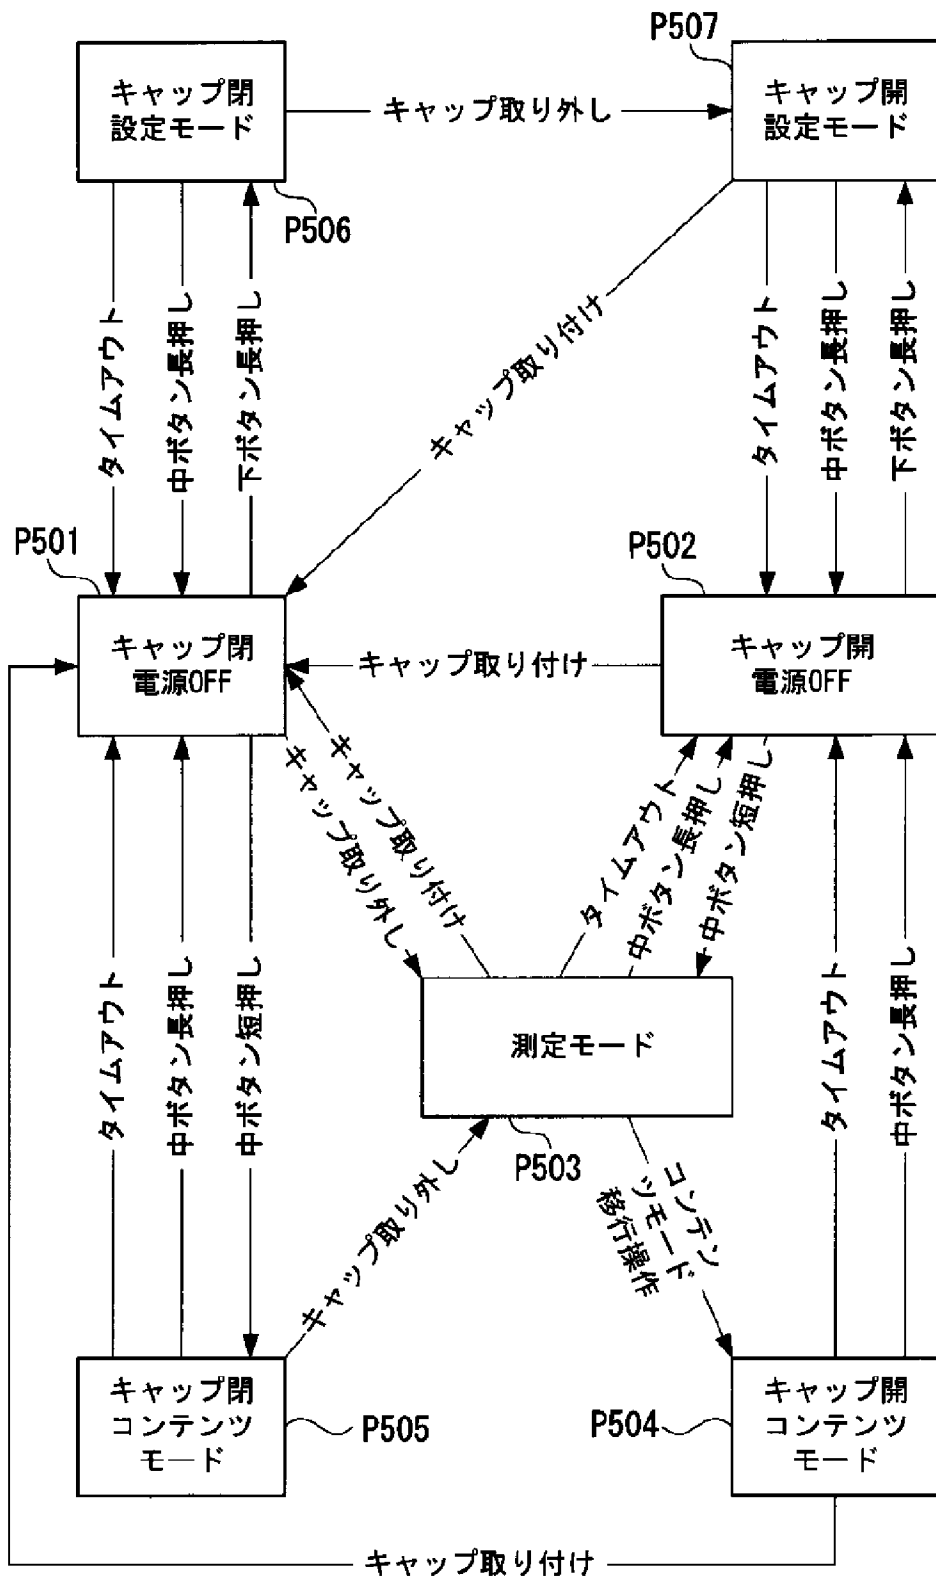 P507
キャップ閉
設定モード
キャップ取り外し
キャップ開
設定モード
P506
タイムアウト
中ボタン長押し
下ボタン長押し
キャップ取り付け
タイムアウト
中ボタン長押し
下ボタン長押し
P501
P502
キャップ閉
電源OFF
キャップ取り付け
キャップ開
電源OFF
キャップ取り外し
キャップ取り付け
タイムアウト
中ボタン長押し
中ボタン短押し
タイムアウト
中ボタン長押し
中ボタン短押し
測定モード
P503
タイムアウト
中ボタン長押し
キャップ取り外し
コンテン
ツモード
移行操作
キャップ閉
コンテンツ
モード
P505
P504
キャップ開
コンテンツ
モード
キャップ取り付け